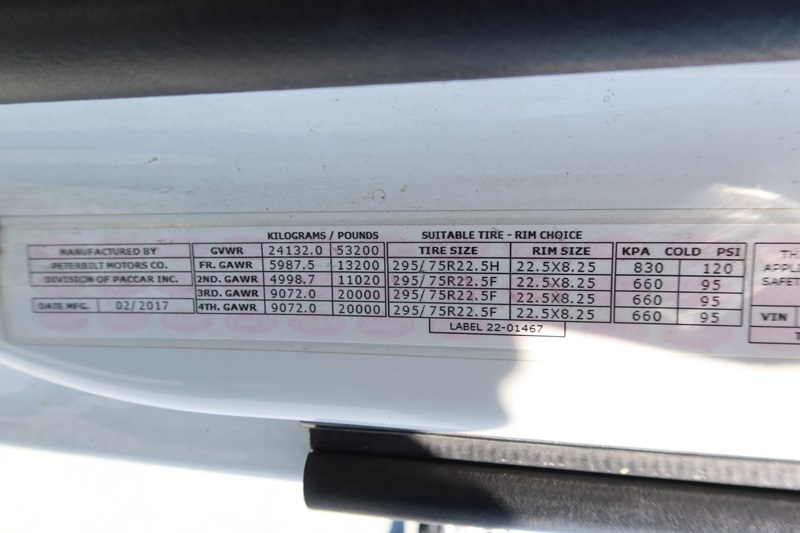 KILOGRAMS / POUNDS SUITABLE TIRE - RIM CHOICE
MANUFACTURED BY GVWR 24132.0 53200 TIRE SIZE RIM SIZE KPA COLD PSI
PETERBILT MOTORS CO. FR. GAWR 5987.5 13200 295/75R22.5H 22.5X8.25 830 120
DIVISION OF PACCAR INC. 2ND. GAWR 4998.7 11020 295/75R22.5F 22.5X8.25 660 95
3RD. GAWR 9072.0 20000 295/75R22.5F 22.5X8.25 660 95
DATE MFG. 02/2017 4TH. GAWR 9072.0 20000 295/75R22.5F 22.5X8.25 660 95
LABEL 22-01467
VIN